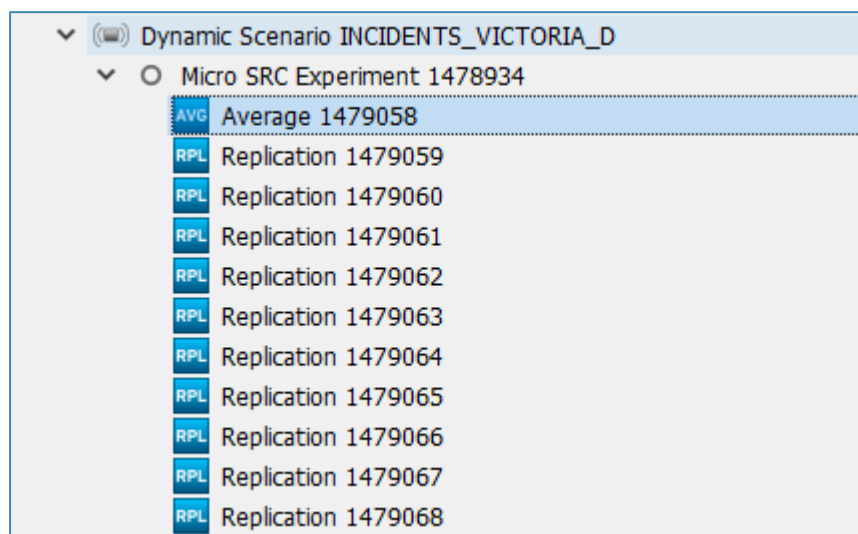 Dynamic Scenario INCIDENTS_VICTORIA_D
Micro SRC Experiment 1478934
AVG Average 1479058
RPL Replication 1479059
RPL Replication 1479060
RPL Replication 1479061
RPL Replication 1479062
RPL Replication 1479063
RPL Replication 1479064
RPL Replication 1479065
RPL Replication 1479066
RPL Replication 1479067
RPL Replication 1479068